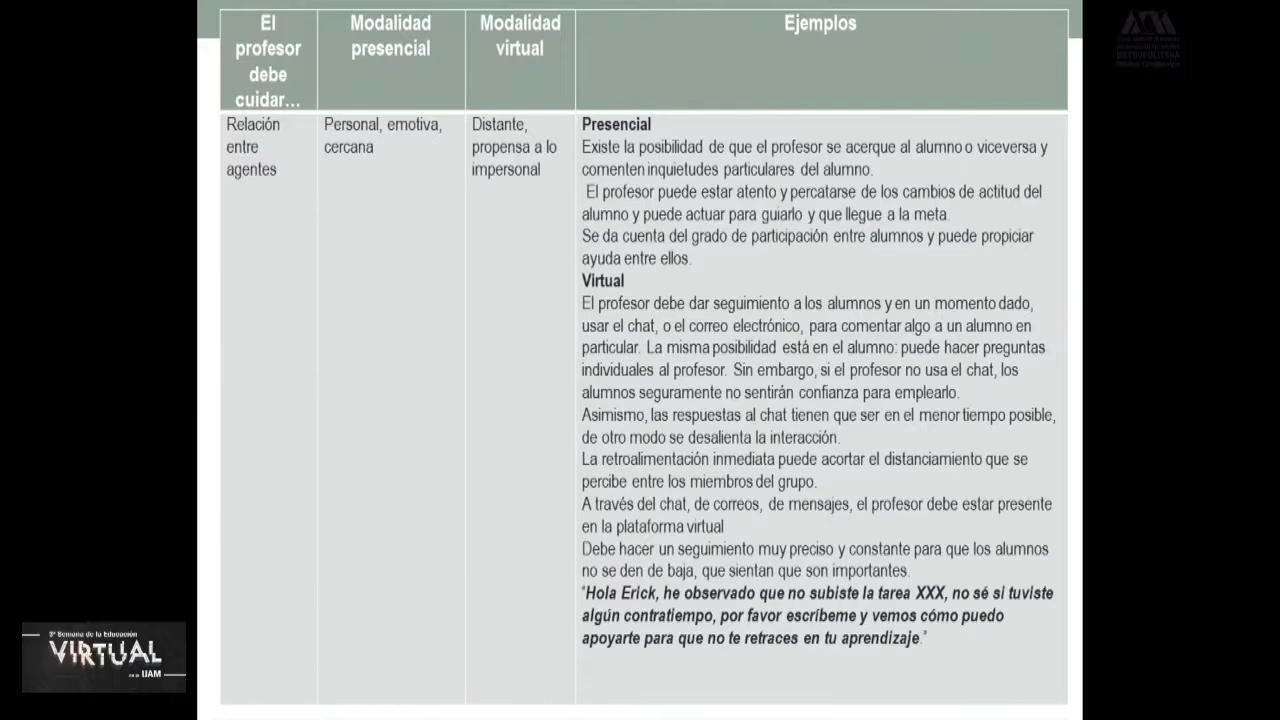 El
profesor
debe
cuidar...
Modalidad
presencial
Modalidad
virtual
Ejemplos
Relación
entre
agentes
Personal, emotiva,
cercana
Distante,
propensa a lo
impersonal
Presencial
Existe la posibilidad de que el profesor se acerque al alumno o viceversa y
comenten inquietudes particulares del alumno.
El profesor puede estar atento y percatarse de los cambios de actitud del
alumno y puede actuar para guiarlo y que llegue a la meta.
Se da cuenta del grado de participación entre alumnos y puede propiciar
ayuda entre ellos.
Virtual
El profesor debe dar seguimiento a los alumnos y en un momento dado,
usar el chat, o el correo electrónico, para comentar algo a un alumno en
particular. La misma posibilidad está en el alumno: puede hacer preguntas
individuales al profesor. Sin embargo, si el profesor no usa el chat, los
alumnos seguramente no sentirán confianza para emplearlo.
Asimismo, las respuestas al chat tienen que ser en el menor tiempo posible,
de otro modo se desalienta la interacción.
La retroalimentación inmediata puede acortar el distanciamiento que se
percibe entre los miembros del grupo.
A través del chat, de correos, de mensajes, el profesor debe estar presente
en la plataforma virtual
Debe hacer un seguimiento muy preciso y constante para que los alumnos
no se den de baja, que sientan que son importantes.
"Hola Erick, he observado que no subiste la tarea XXX, no sé si tuviste
algún contratiempo, por favor escríbeme y vemos cómo puedo
apoyarte para que no te retraces en tu aprendizaje."
3ª Semana de la Educación
VIRTUAL
en la UAM
METROPOLITANA